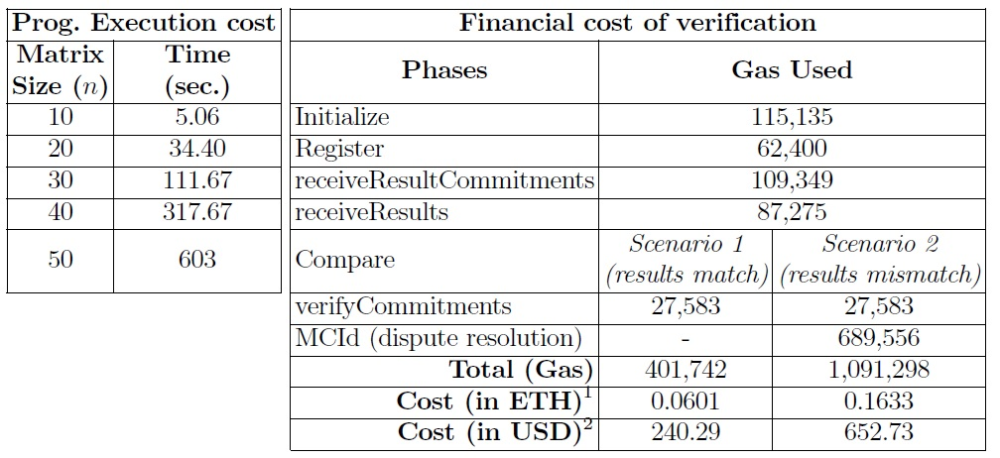 Prog. Execution cost
Matrix Size (n) Time (sec.)
10 5.06
20 34.40
30 111.67
40 317.67
50 603
Financial cost of verification
Phases Gas Used
Initialize 115,135
Register 62,400
receiveResultCommitments 109,349
receiveResults 87,275
Compare Scenario 1 (results match) Scenario 2 (results mismatch)
verifyCommitments 27,583 27,583
MCId (dispute resolution) - 689,556
Total (Gas) 401,742 1,091,298
Cost (in ETH)¹ 0.0601 0.1633
Cost (in USD)² 240.29 652.73